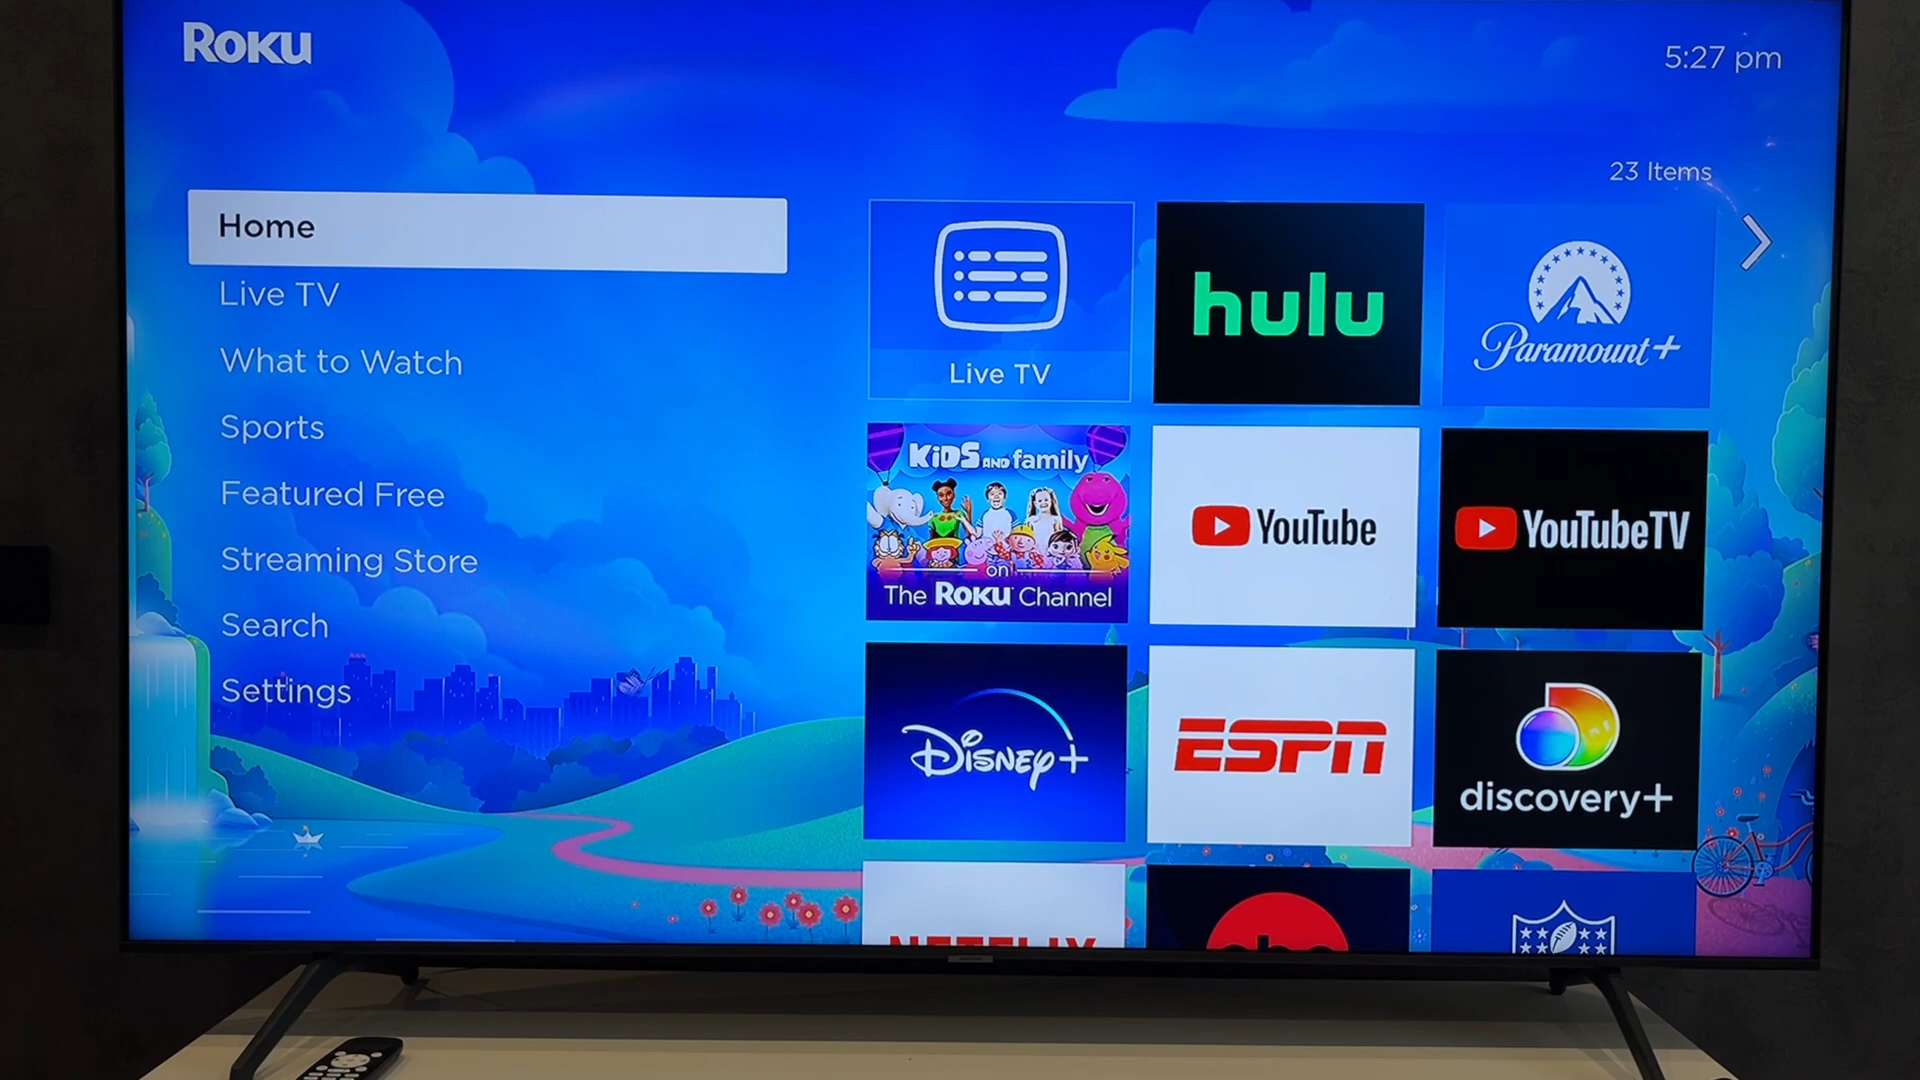 ROKU
5:27 pm
23 Items
Home
Live TV
What to Watch
Sports
Featured Free
Streaming Store
Search
Settings
Live TV
hulu
Paramount+
KiDS AND family
on
The ROKU Channel
YouTube
YouTubeTV
Disney+
ESPN
discovery+
NETFLIX